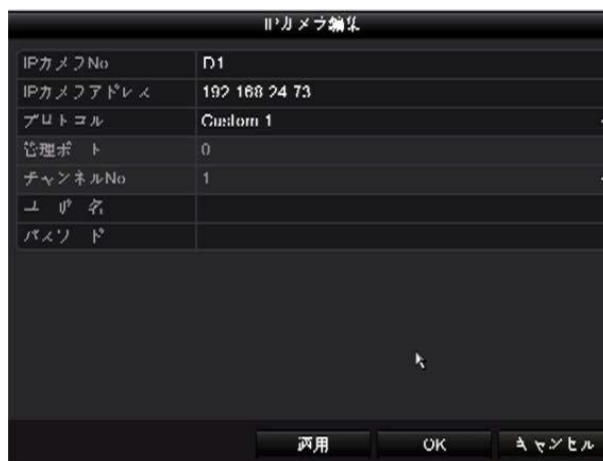 IPカメラ編集
IPカメラNo D1
IPカメラアドレス 192.168.24.73
プロトコル Custom 1
管理ポート 0
チャンネルNo 1
ユーザ名
パスワード
適用 OK キャンセル